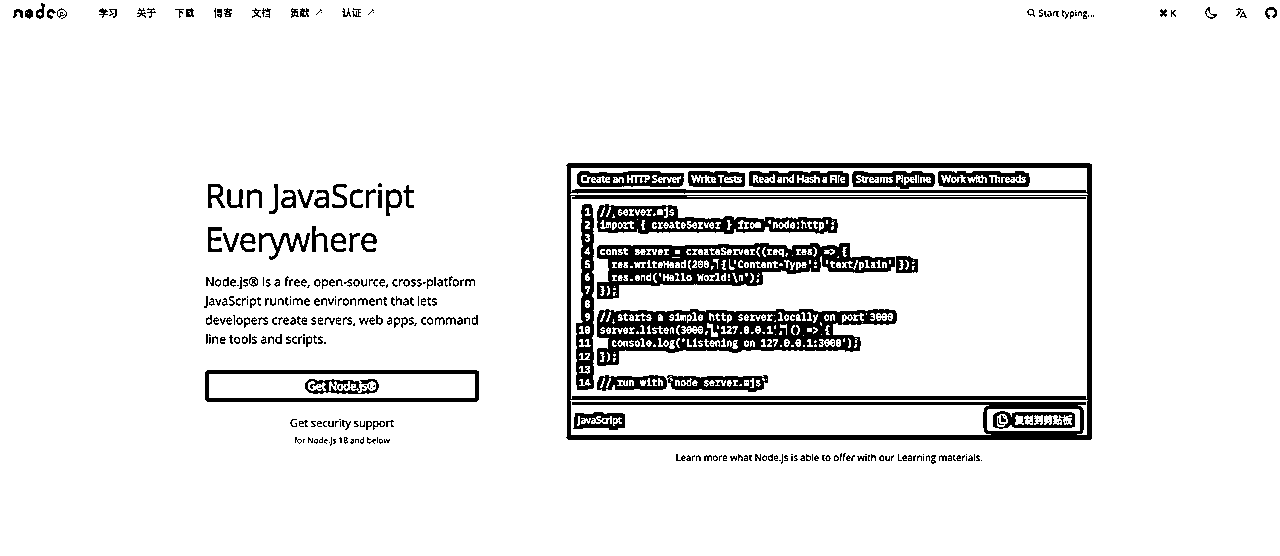 node
学习 关于 下载 博客 文档 贡献 ↗ 认证 ↗
Start typing...
⌘ K
Run JavaScript
Everywhere
Node.js® is a free, open-source, cross-platform
JavaScript runtime environment that lets
developers create servers, web apps, command
line tools and scripts.
Get Node.js®
Get security support
for Node.js 18 and below
Create an HTTP Server Write Tests Read and Hash a File Streams Pipeline Work with Threads
1 // server.mjs
2 import { createServer } from 'node:http';
3
4 const server = createServer((req, res) => {
5 res.writeHead(200, { 'Content-Type': 'text/plain' });
6 res.end('Hello World!\n');
7 });
8
9 // starts a simple http server locally on port 3000
10 server.listen(3000, '127.0.0.1', () => {
11 console.log('Listening on 127.0.0.1:3000');
12 });
13
14 // run with `node server.mjs`
JavaScript
复制到剪贴板
Learn more what Node.js is able to offer with our Learning materials.